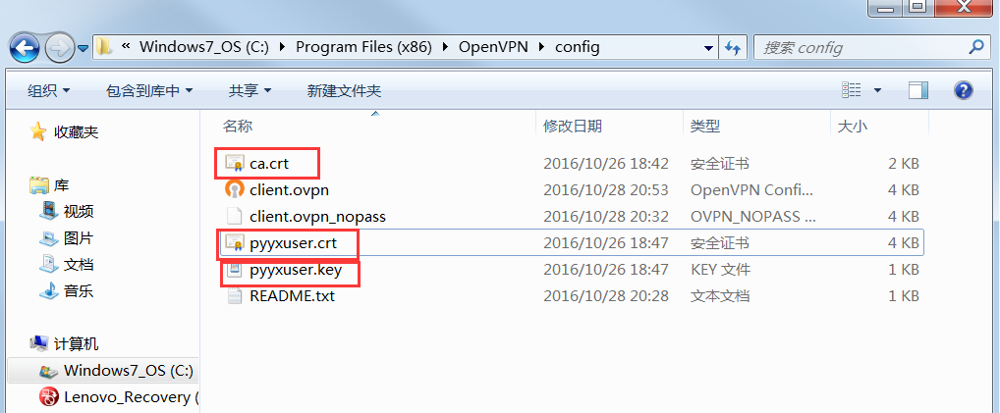 « Windows7_OS (C:) ▸ Program Files (x86) ▸ OpenVPN ▸ config
搜索 config
组织 包含到库中 共享 新建文件夹
名称 修改日期 类型 大小
收藏夹
库
视频
图片
文档
音乐
计算机
Windows7_OS (C:)
Lenovo_Recovery (
ca.crt 2016/10/26 18:42 安全证书 2 KB
client.ovpn 2016/10/28 20:53 OpenVPN Confi... 4 KB
client.ovpn_nopass 2016/10/28 20:32 OVPN_NOPASS ... 4 KB
pyyxuser.crt 2016/10/26 18:47 安全证书 4 KB
pyyxuser.key 2016/10/26 18:47 KEY 文件 1 KB
README.txt 2016/10/28 20:28 文本文档 1 KB